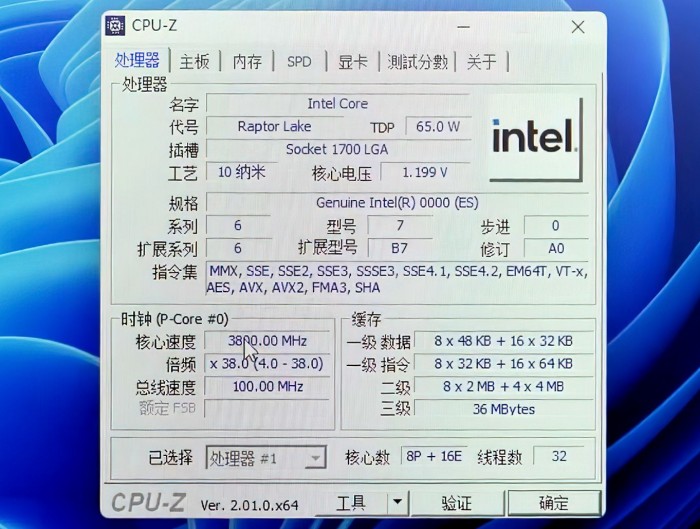 CPU-Z
处理器 主板 内存 SPD 显卡 测試分數 关于
处理器
名字 Intel Core
代号 Raptor Lake TDP 65.0 W
插槽 Socket 1700 LGA
工艺 10 纳米 核心电压 1.199 V
intel.
规格 Genuine Intel(R) 0000 (ES)
系列 6 型号 7 步进 0
扩展系列 6 扩展型号 B7 修订 A0
指令集 MMX, SSE, SSE2, SSE3, SSSE3, SSE4.1, SSE4.2, EM64T, VT-x,
AES, AVX, AVX2, FMA3, SHA
时钟 (P-Core #0)
核心速度 3800.00 MHz
倍频 x 38.0 (4.0 - 38.0)
总线速度 100.00 MHz
额定 FSB
缓存
一级 数据 8 x 48 KB + 16 x 32 KB
一级 指令 8 x 32 KB + 16 x 64 KB
二级 8 x 2 MB + 4 x 4 MB
三级 36 MBytes
已选择 处理器 #1 核心数 8P + 16E 线程数 32
CPU-Z Ver. 2.01.0.x64 工具 验证 确定